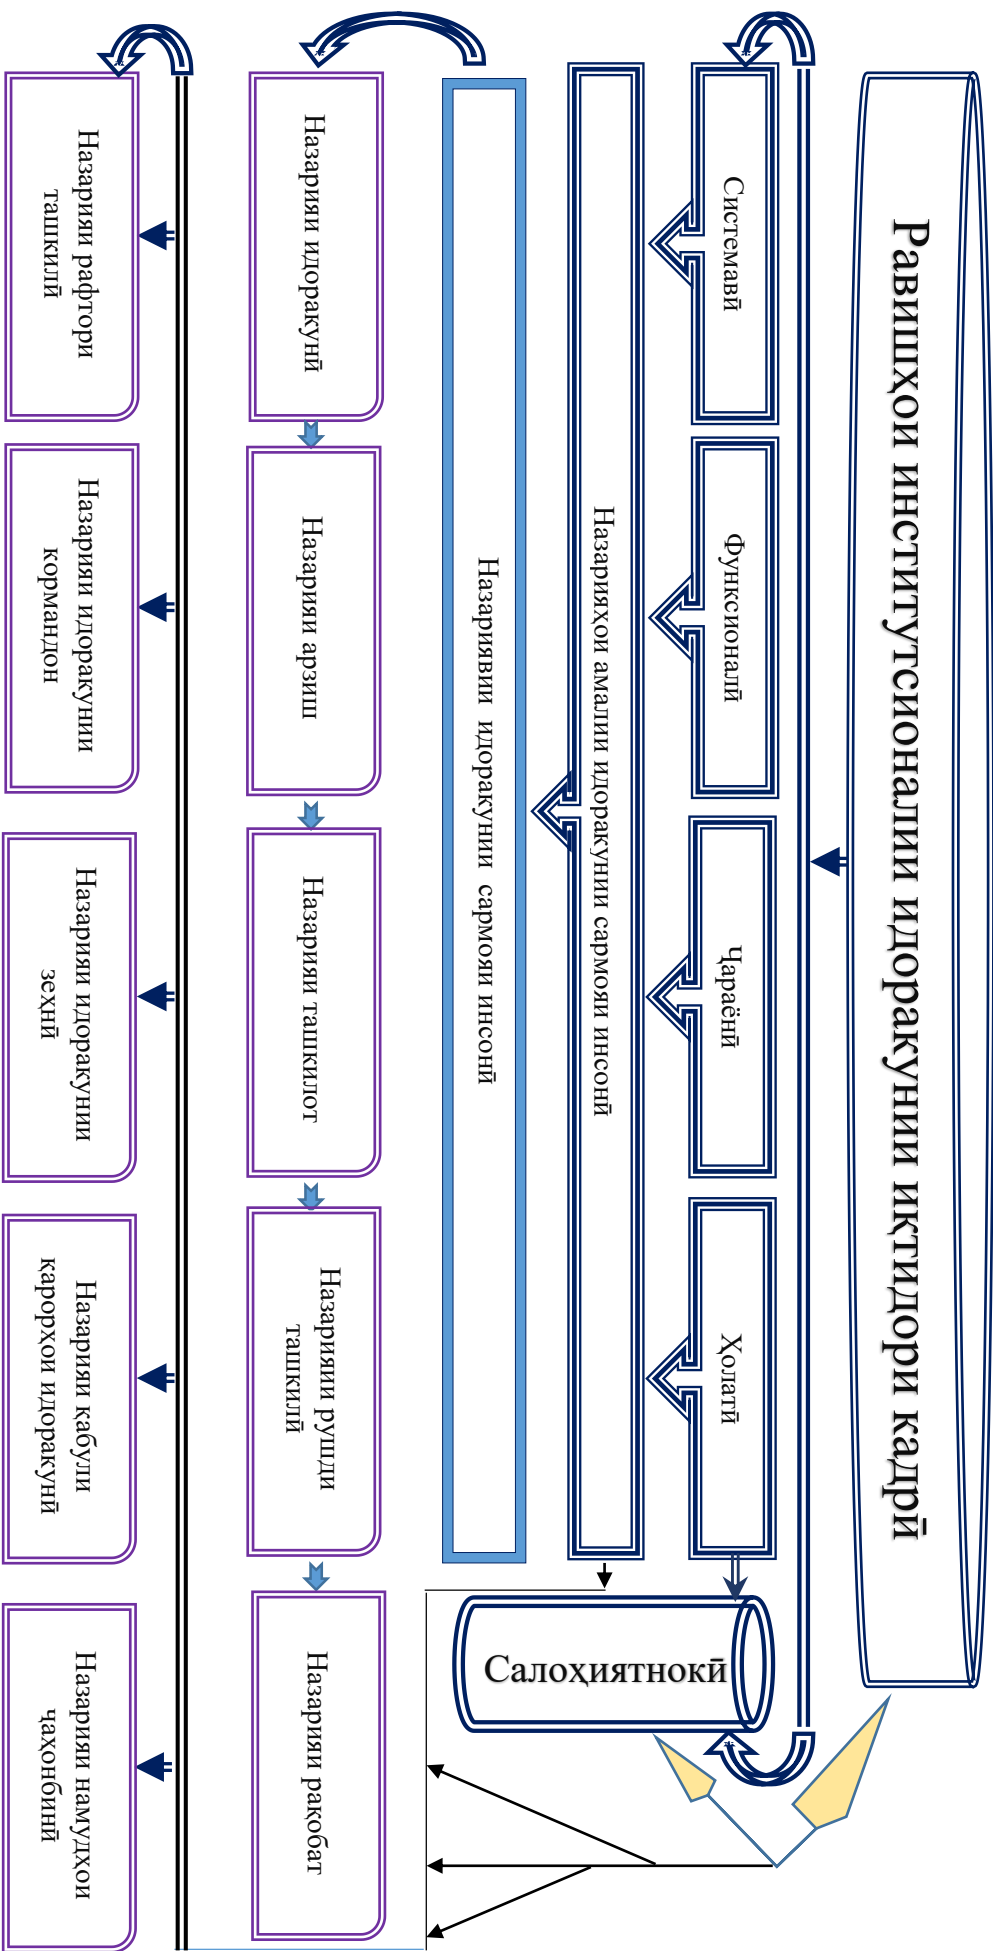 Равишҳои институтсионалии идоракунии иқтидори кадрӣ
Системавӣ
Функсионалӣ
Ҷараёнӣ
Ҳолатӣ
Салоҳиятнокӣ
Назарияҳои амалии идоракунии сармояи инсонӣ
Назариявии идоракунии сармояи инсонӣ
Назарияи идоракунӣ
Назарияи арзиш
Назарияи ташкилот
Назарияии рушди
ташкилӣ
Назарияи рақобат
Назарияи рафтори
ташкилӣ
Назарияи идоракунии
кормандон
Назарияи идоракунии
зеҳнӣ
Назарияи қабули
қарорҳои идоракунӣ
Назарияи намудҳои
ҷаҳонбинӣ